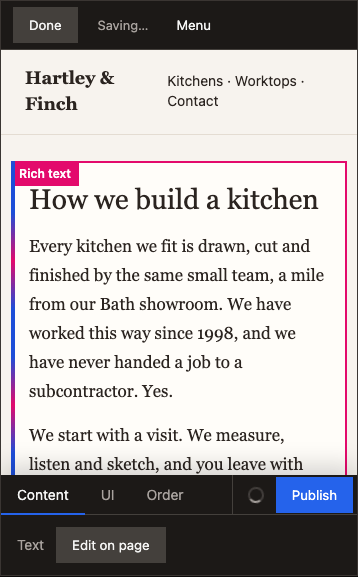 Done Saving... Menu
Hartley &
Finch
Kitchens · Worktops ·
Contact
Rich text
How we build a kitchen
Every kitchen we fit is drawn, cut and
finished by the same small team, a mile
from our Bath showroom. We have
worked this way since 1998, and we
have never handed a job to a
subcontractor. Yes.
We start with a visit. We measure,
listen and sketch, and you leave with
Content UI Order Publish
Text Edit on page